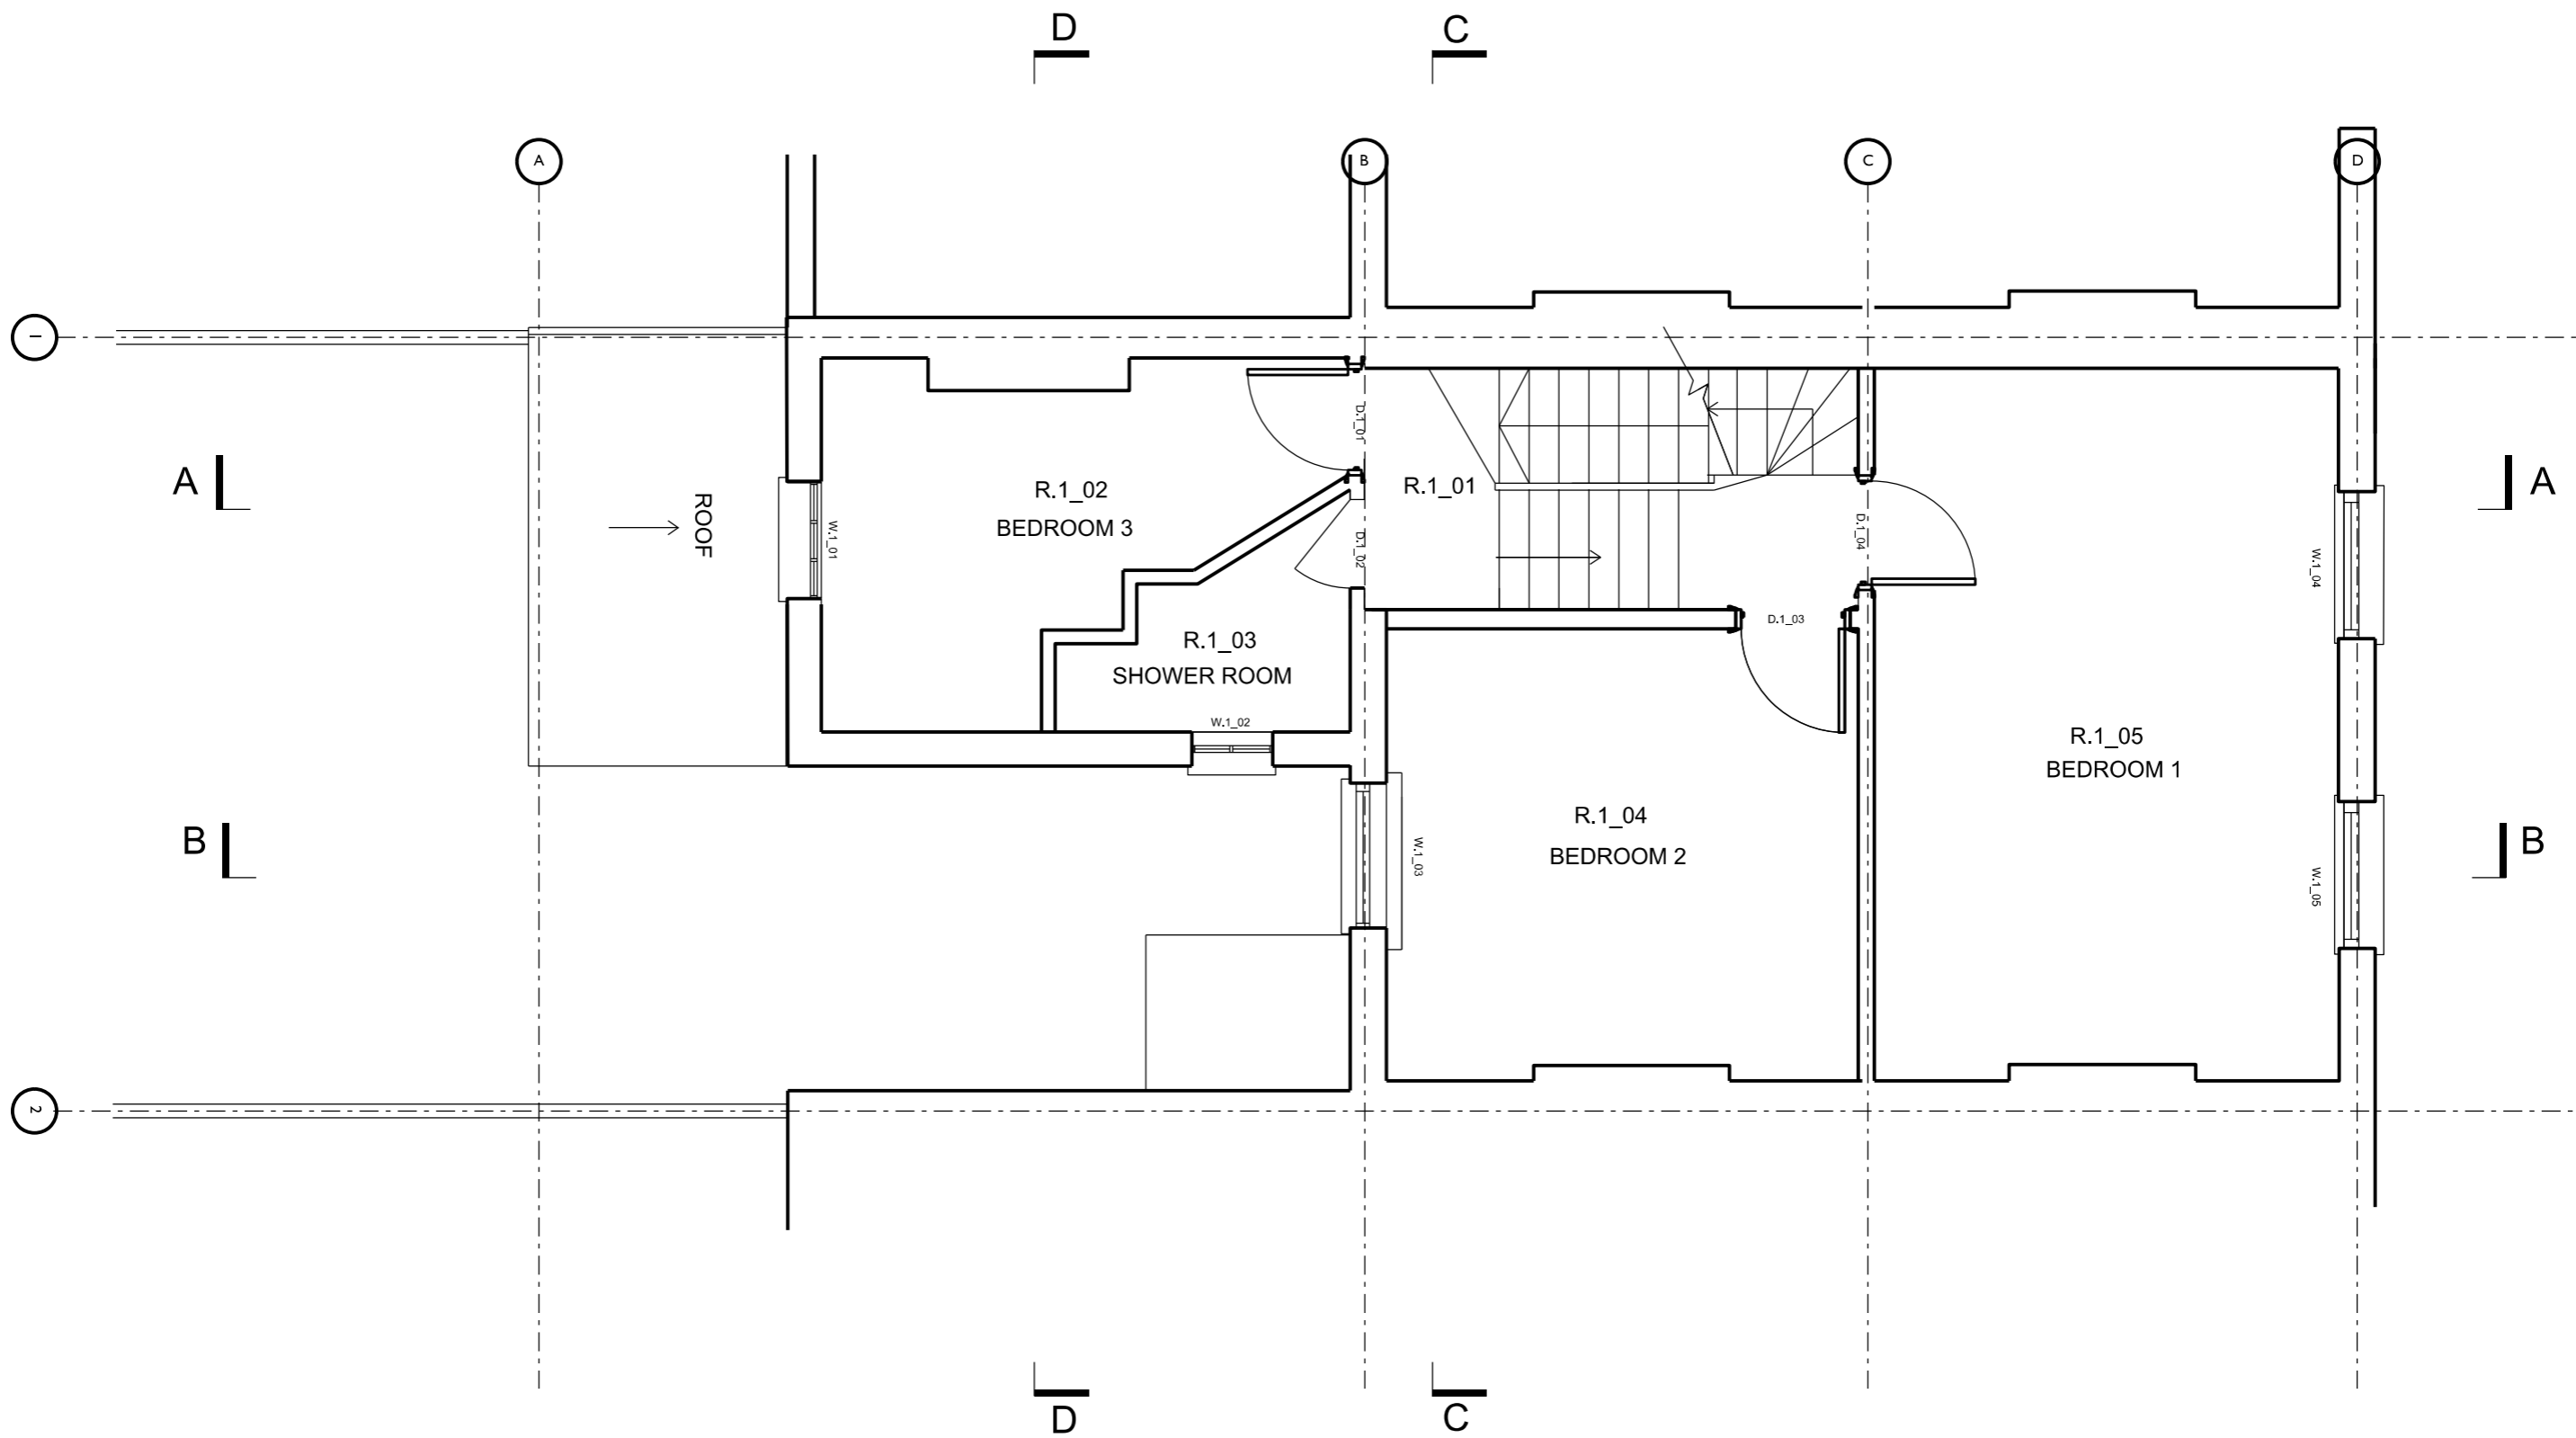 D
C
A
B
C
D
1
D.1_01
A
A
R.1_02
BEDROOM 3
R.1_01
ROOF
W.1_01
D.1_02
D.1_04
W.1_04
D.1_03
R.1_03
SHOWER ROOM
W.1_02
R.1_05
BEDROOM 1
B
B
R.1_04
BEDROOM 2
W.1_03
W.1_05
2
D
C